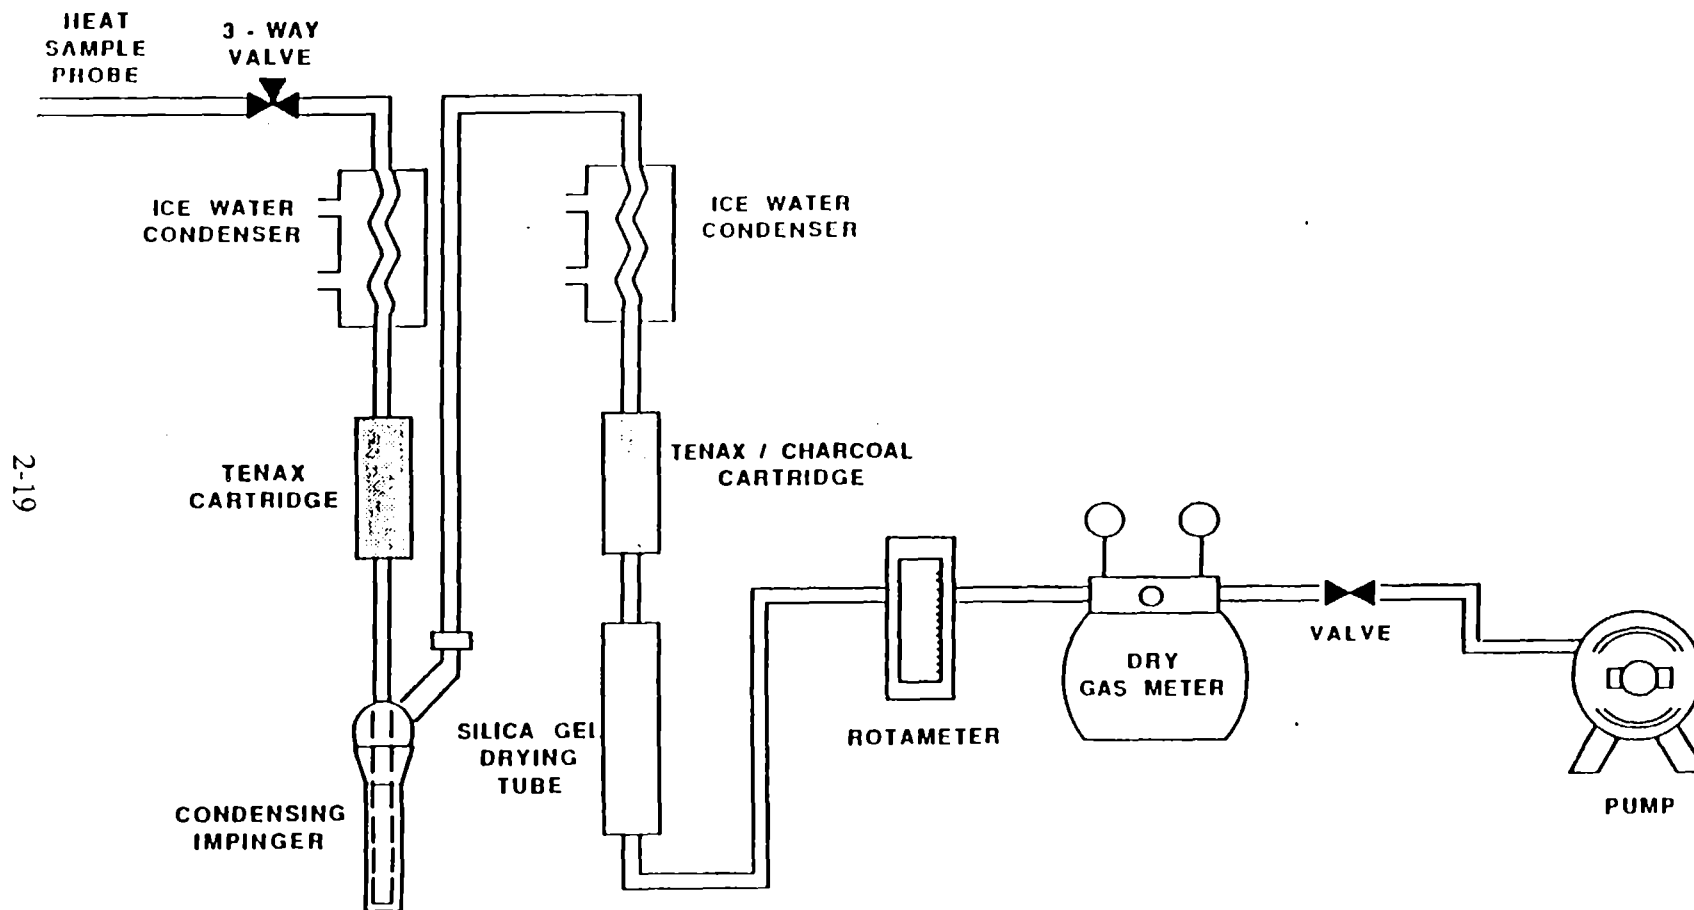 HEAT
SAMPLE
PROBE
3 - WAY
VALVE
ICE WATER
CONDENSER
ICE WATER
CONDENSER
TENAX
CARTRIDGE
TENAX / CHARCOAL
CARTRIDGE
2-19
CONDENSING
IMPINGER
SILICA GEL
DRYING
TUBE
ROTAMETER
DRY
GAS METER
VALVE
PUMP